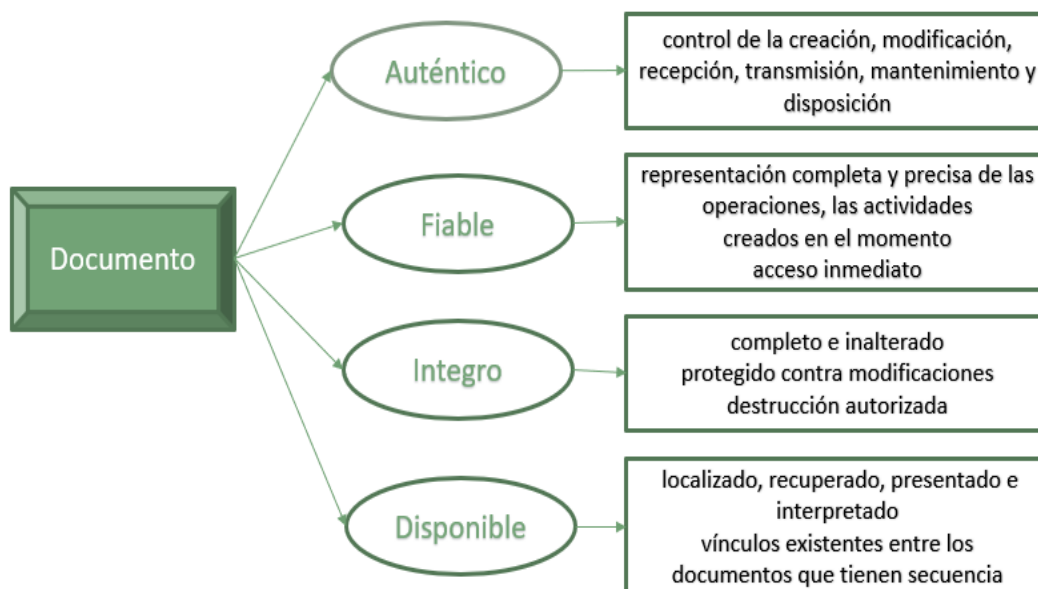 Documento
Auténtico
control de la creación, modificación,
recepción, transmisión, mantenimiento y
disposición
Fiable
representación completa y precisa de las
operaciones, las actividades
creados en el momento
acceso inmediato
Integro
completo e inalterado
protegido contra modificaciones
destrucción autorizada
Disponible
localizado, recuperado, presentado e
interpretado
vínculos existentes entre los
documentos que tienen secuencia